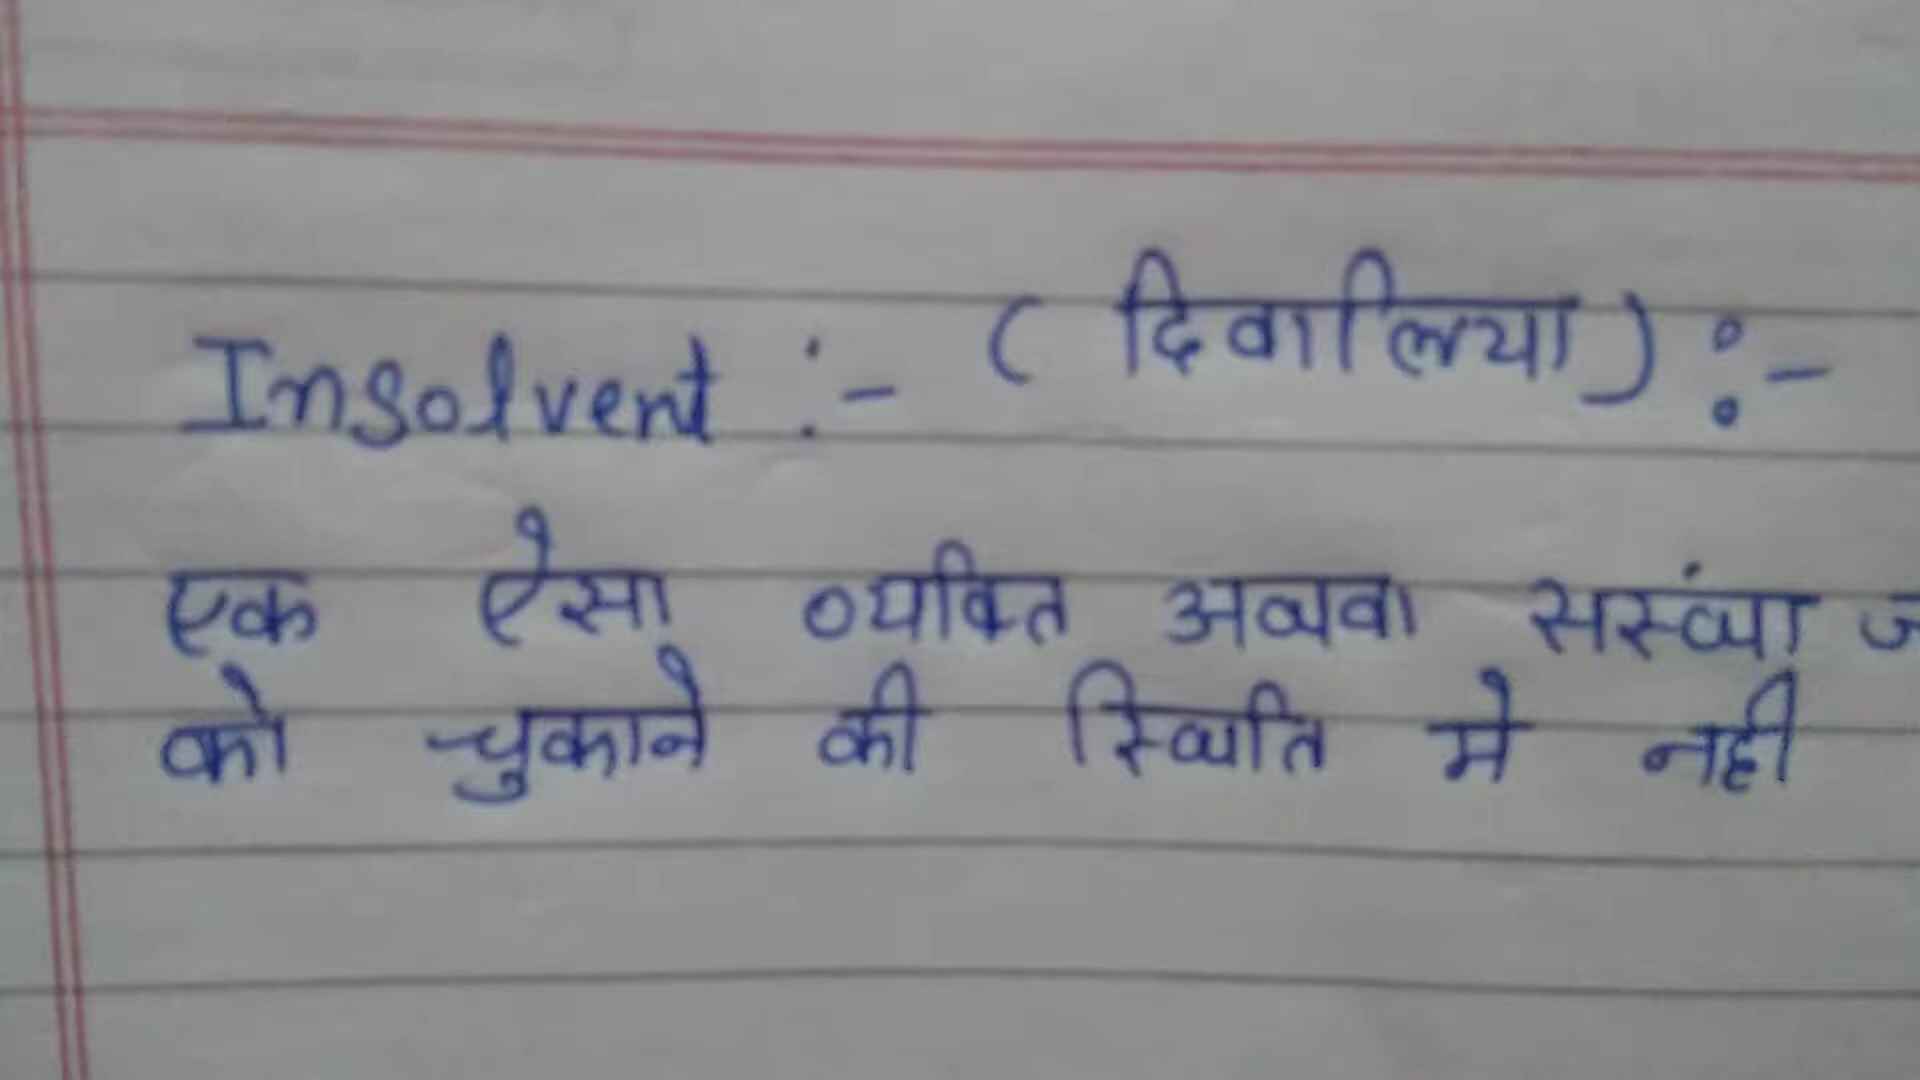 Insolvent :- (दिवालिया) :-
एक ऐसा व्यक्ति अथवा सस्ंथा
को चुकाने की स्थिति मे नही